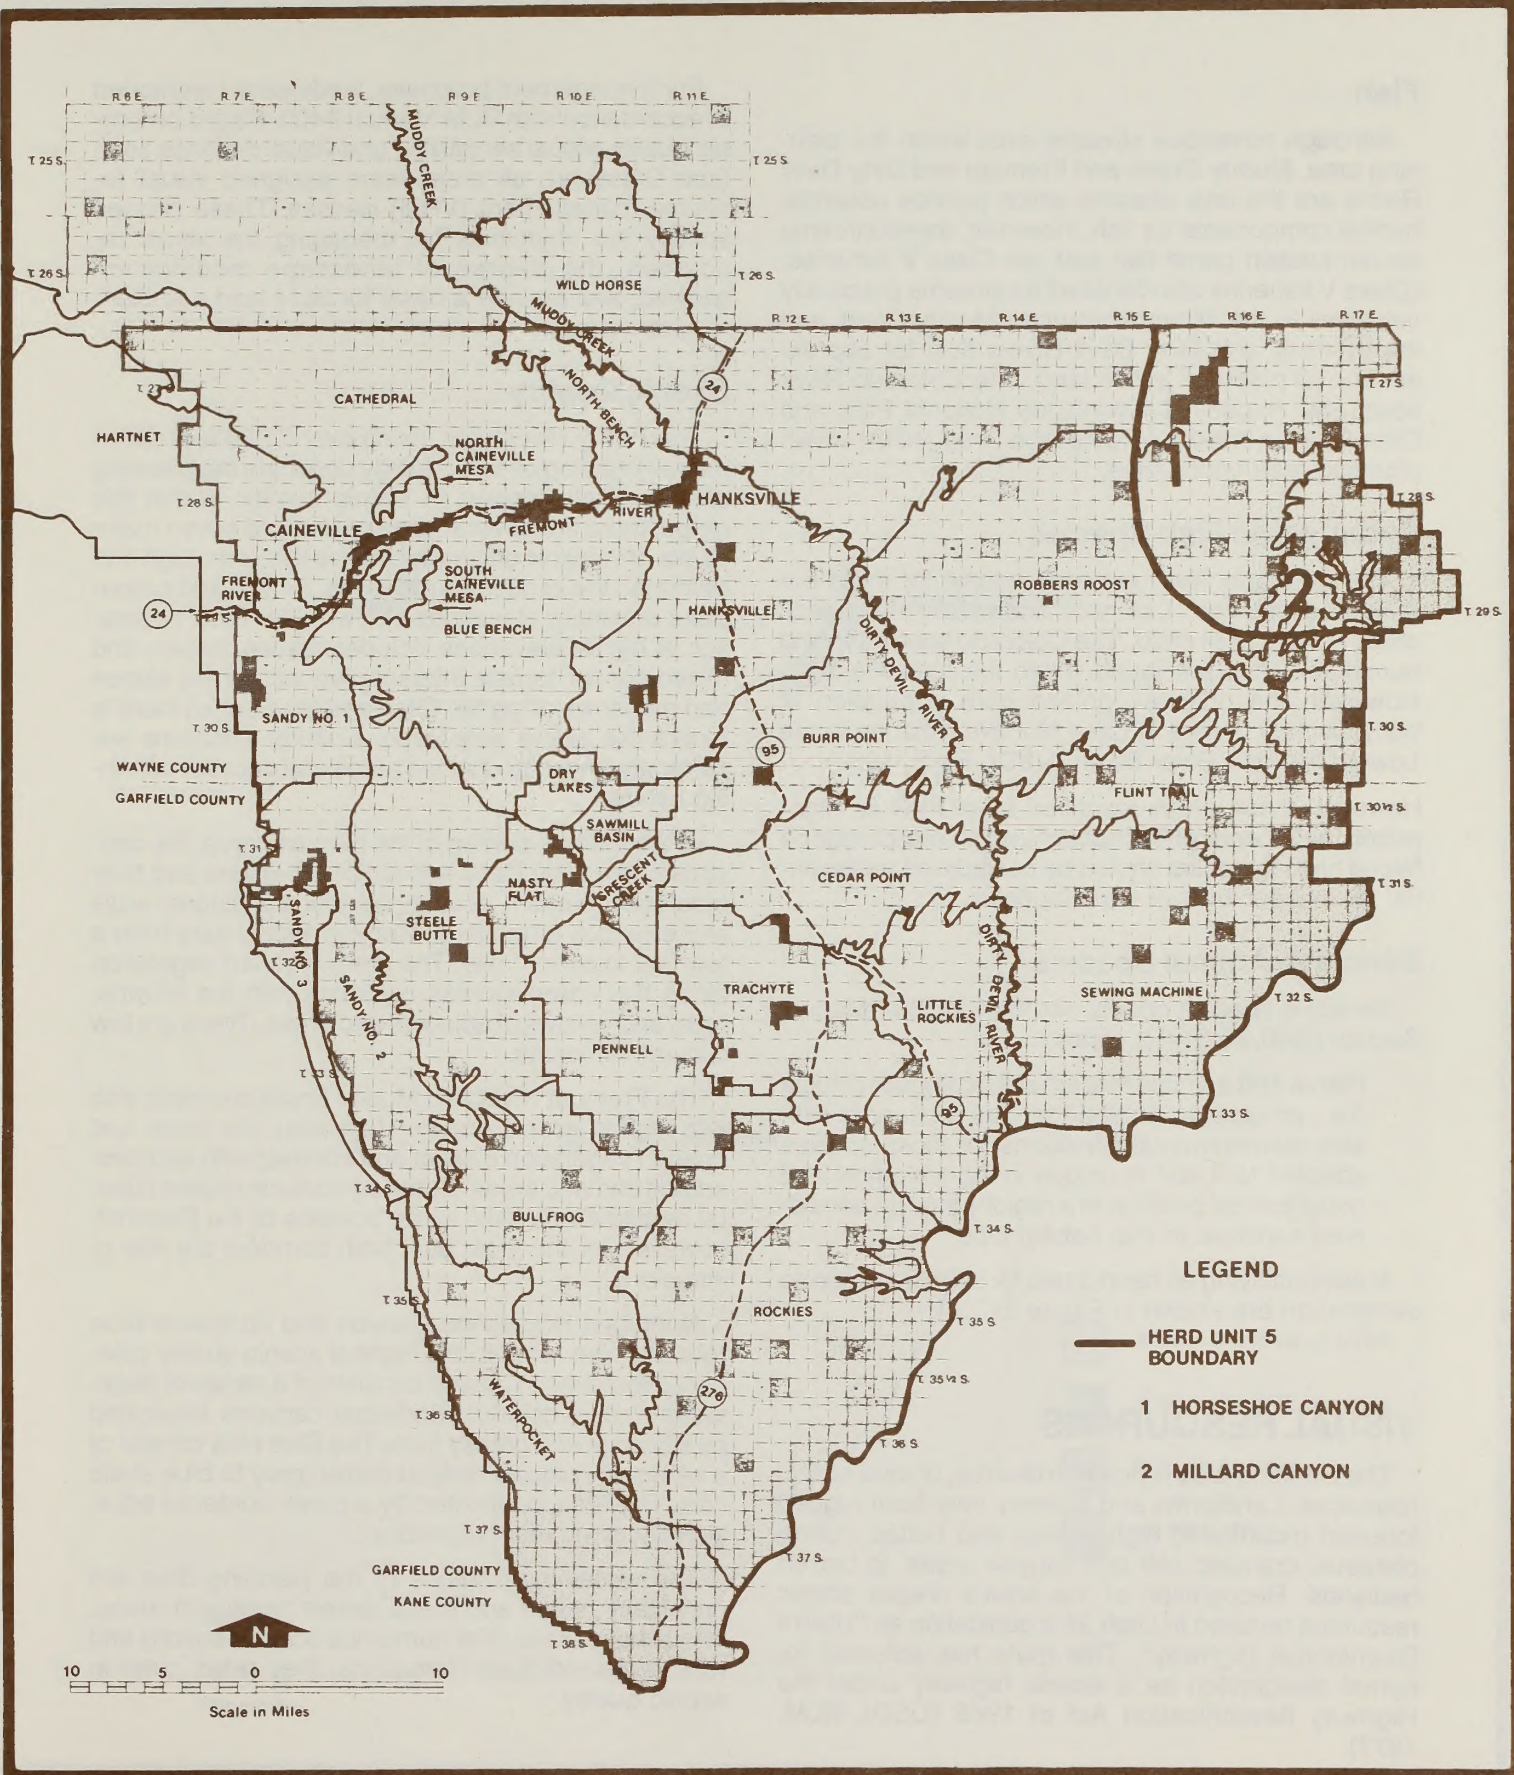 R. 6 E.
R. 7 E.
R. 8 E.
R. 9 E.
R. 10 E.
R. 11 E.
T. 25 S.
T. 25 S.
MUDDY CREEK
T. 26 S.
T. 26 S.
WILD HORSE
MUDDY CREEK
R. 12 E.
R. 13 E.
R. 14 E.
R. 15 E.
R. 16 E.
R. 17 E.
24
T. 27 S.
T. 27 S.
CATHEDRAL
NORTH BENCH
HARTNET
NORTH
CAINEVILLE
MESA
1
T. 28 S.
T. 28 S.
HANKSVILLE
CAINEVILLE
FREMONT
RIVER
SOUTH
CAINEVILLE
MESA
FREMONT
RIVER
ROBBERS ROOST
2
24
T. 29 S.
T. 29 S.
HANKSVILLE
BLUE BENCH
DIRTY DEVIL RIVER
SANDY NO. 1
T. 30 S.
T. 30 S.
BURR POINT
95
WAYNE COUNTY
GARFIELD COUNTY
DRY
LAKES
FLINT TRAIL
T. 30 ½ S.
SAWMILL
BASIN
T. 31 S.
T. 31 S.
NASTY
FLAT
CRESCENT
CREEK
CEDAR POINT
STEELE
BUTTE
SANDY NO. 3
T. 32 S.
T. 32 S.
SANDY NO. 2
DIRTY DEVIL RIVER
TRACHYTE
LITTLE
ROCKIES
SEWING MACHINE
PENNELL
T. 33 S.
T. 33 S.
95
T. 34 S.
T. 34 S.
BULLFROG
LEGEND
T. 35 S.
T. 35 S.
ROCKIES
HERD UNIT 5
BOUNDARY
T. 35 ½ S.
276
WATERPOCKET
1 HORSESHOE CANYON
T. 36 S.
T. 36 S.
2 MILLARD CANYON
T. 37 S.
T. 37 S.
GARFIELD COUNTY
KANE COUNTY
T. 38 S.
N
10 5 0 10
Scale in Miles